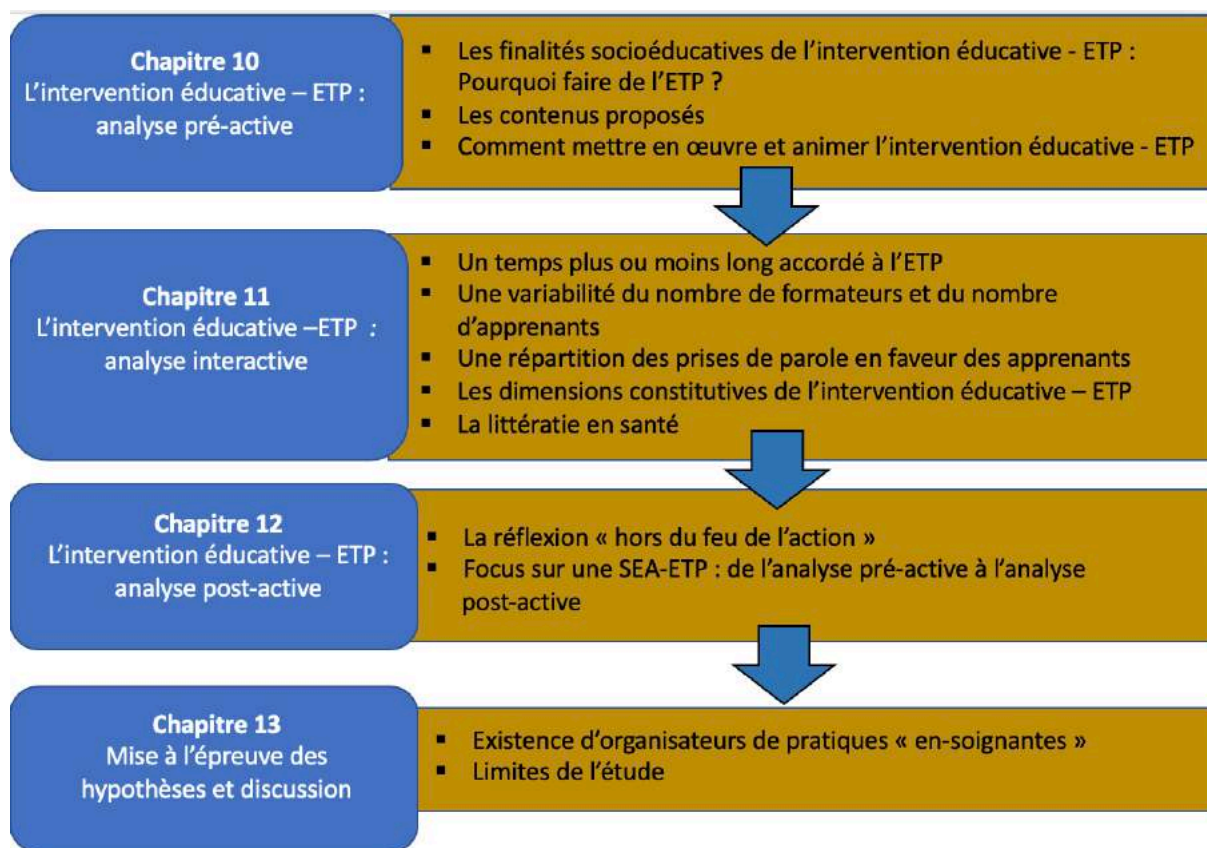 Chapitre 10
L'intervention éducative – ETP :
analyse pré-active
▪ Les finalités socioéducatives de l'intervention éducative - ETP :
Pourquoi faire de l'ETP ?
▪ Les contenus proposés
▪ Comment mettre en œuvre et animer l'intervention éducative - ETP
Chapitre 11
L'intervention éducative –ETP :
analyse interactive
▪ Un temps plus ou moins long accordé à l'ETP
▪ Une variabilité du nombre de formateurs et du nombre
d'apprenants
▪ Une répartition des prises de parole en faveur des apprenants
▪ Les dimensions constitutives de l'intervention éducative – ETP
▪ La littératie en santé
Chapitre 12
L'intervention éducative – ETP :
analyse post-active
▪ La réflexion « hors du feu de l'action »
▪ Focus sur une SEA-ETP : de l'analyse pré-active à l'analyse
post-active
Chapitre 13
Mise à l'épreuve des
hypothèses et discussion
▪ Existence d'organisateurs de pratiques « en-soignantes »
▪ Limites de l'étude